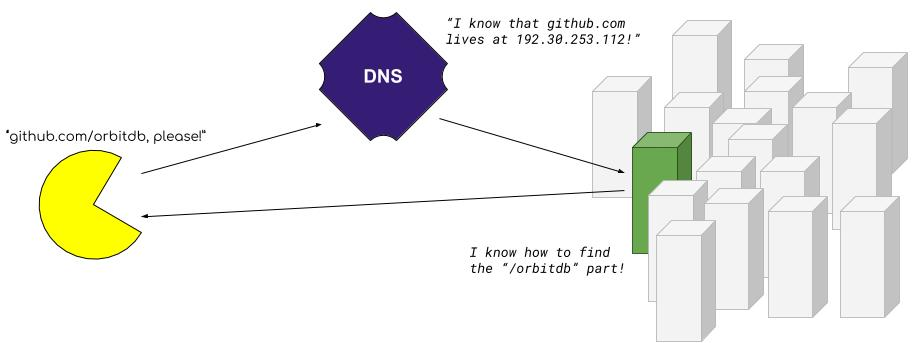 “I know that github.com
lives at 192.30.253.112!”
DNS
“github.com/orbitdb, please!”
I know how to find
the “/orbitdb” part!